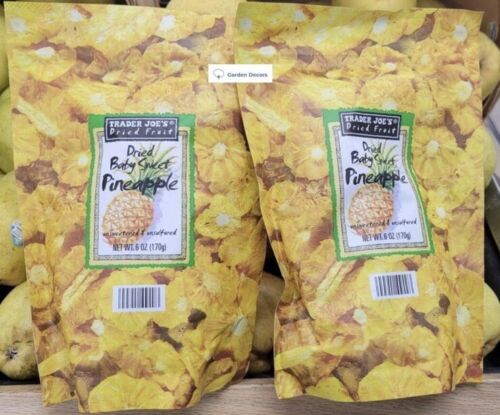 Garden Decors
TRADER JOE'S®
Dried Fruit
Dried
Baby Sweet
Pineapple
unsweetened & unsulfured
NET WT. 6 OZ (170g)
TRADER JOE'S®
Dried Fruit
Dried
Baby Sweet
Pineapple
unsweetened & unsulfured
NET WT. 6 OZ (170g)